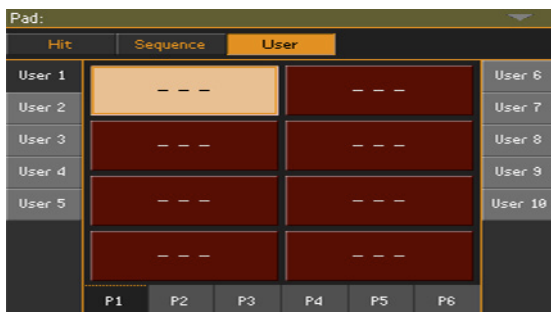 Pad:
Hit Sequence User
User 1 - - - - - - User 6
User 2 User 7
User 3 - - - - - - User 8
User 4 User 9
User 5 - - - - - - User 10
- - - - - -
P1 P2 P3 P4 P5 P6